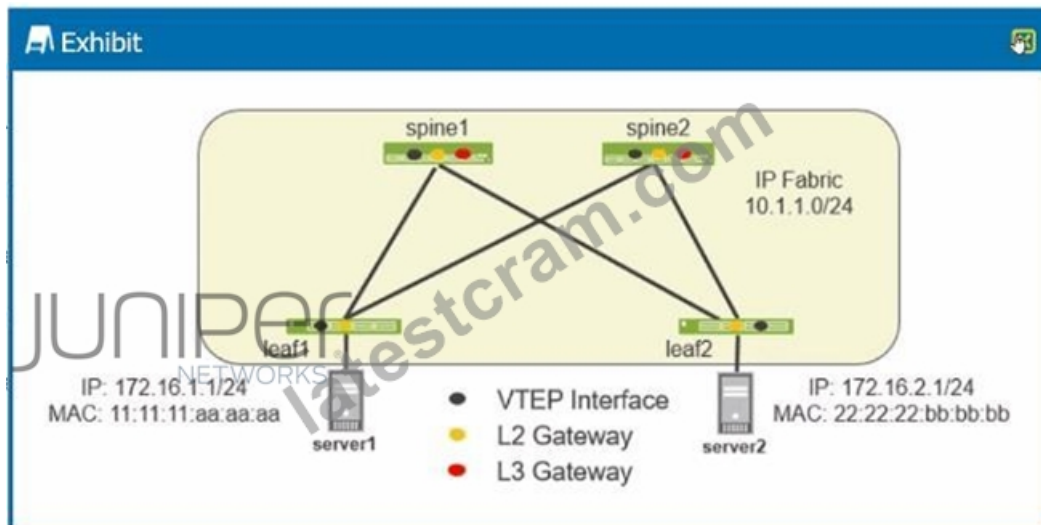 Exhibit
spine1
spine2
IP Fabric
10.1.1.0/24
latestcram.com
JUNIPER
NETWORKS
leaf1
leaf2
IP: 172.16.1.1/24
MAC: 11:11:11:aa:aa:aa
server1
VTEP Interface
L2 Gateway
L3 Gateway
IP: 172.16.2.1/24
MAC: 22:22:22:bb:bb:bb
server2